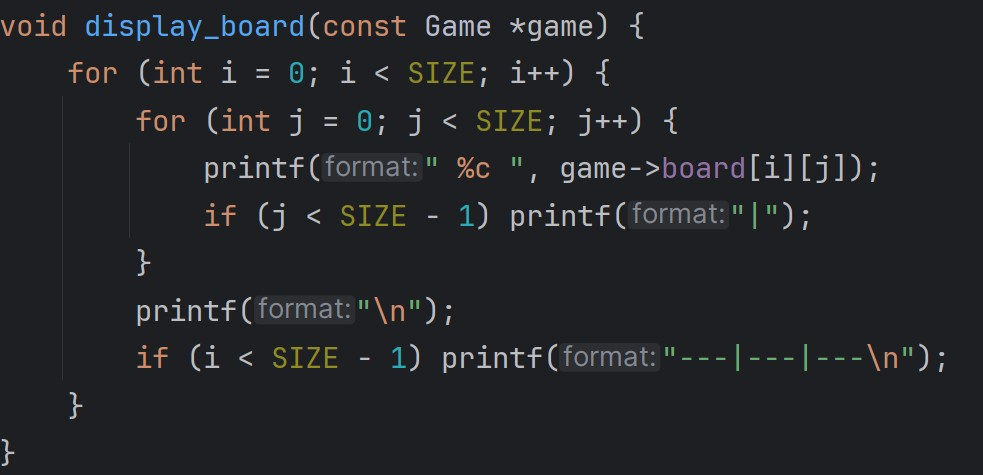 void display_board(const Game *game) {
    for (int i = 0; i < SIZE; i++) {
        for (int j = 0; j < SIZE; j++) {
            printf(format:" %c ", game->board[i][j]);
            if (j < SIZE - 1) printf(format:"|");
        }
        printf(format:"\n");
        if (i < SIZE - 1) printf(format:"---|---|---\n");
    }
}